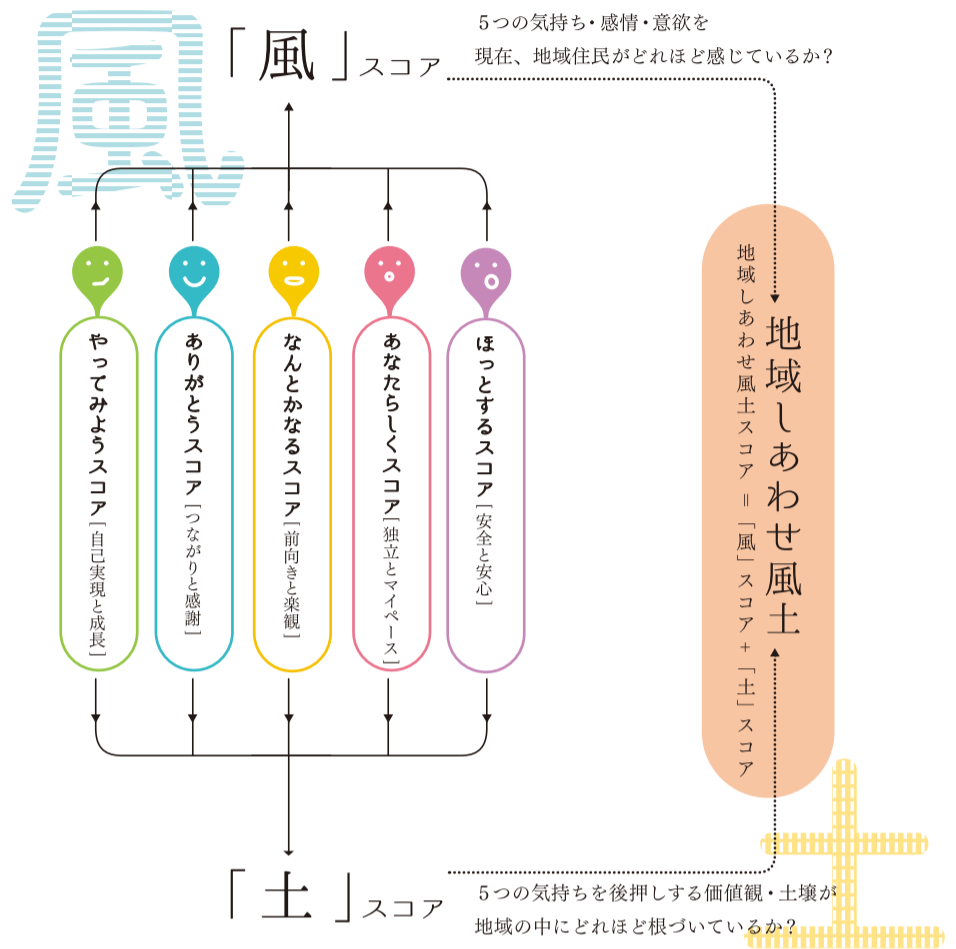 風
「風」スコア
5つの気持ち・感情・意欲を
現在、地域住民がどれほど感じているか？
やってみようスコア[自己実現と成長]
ありがとうスコア[つながりと感謝]
なんとかなるスコア[前向きと楽観]
あなたらしくスコア[独立とマイペース]
ほっとするスコア[安全と安心]
地域しあわせ風土
地域しあわせ風土スコア＝「風」スコア＋「土」スコア
「土」スコア
5つの気持ちを後押しする価値観・土壌が
地域の中にどれほど根づいているか？
土